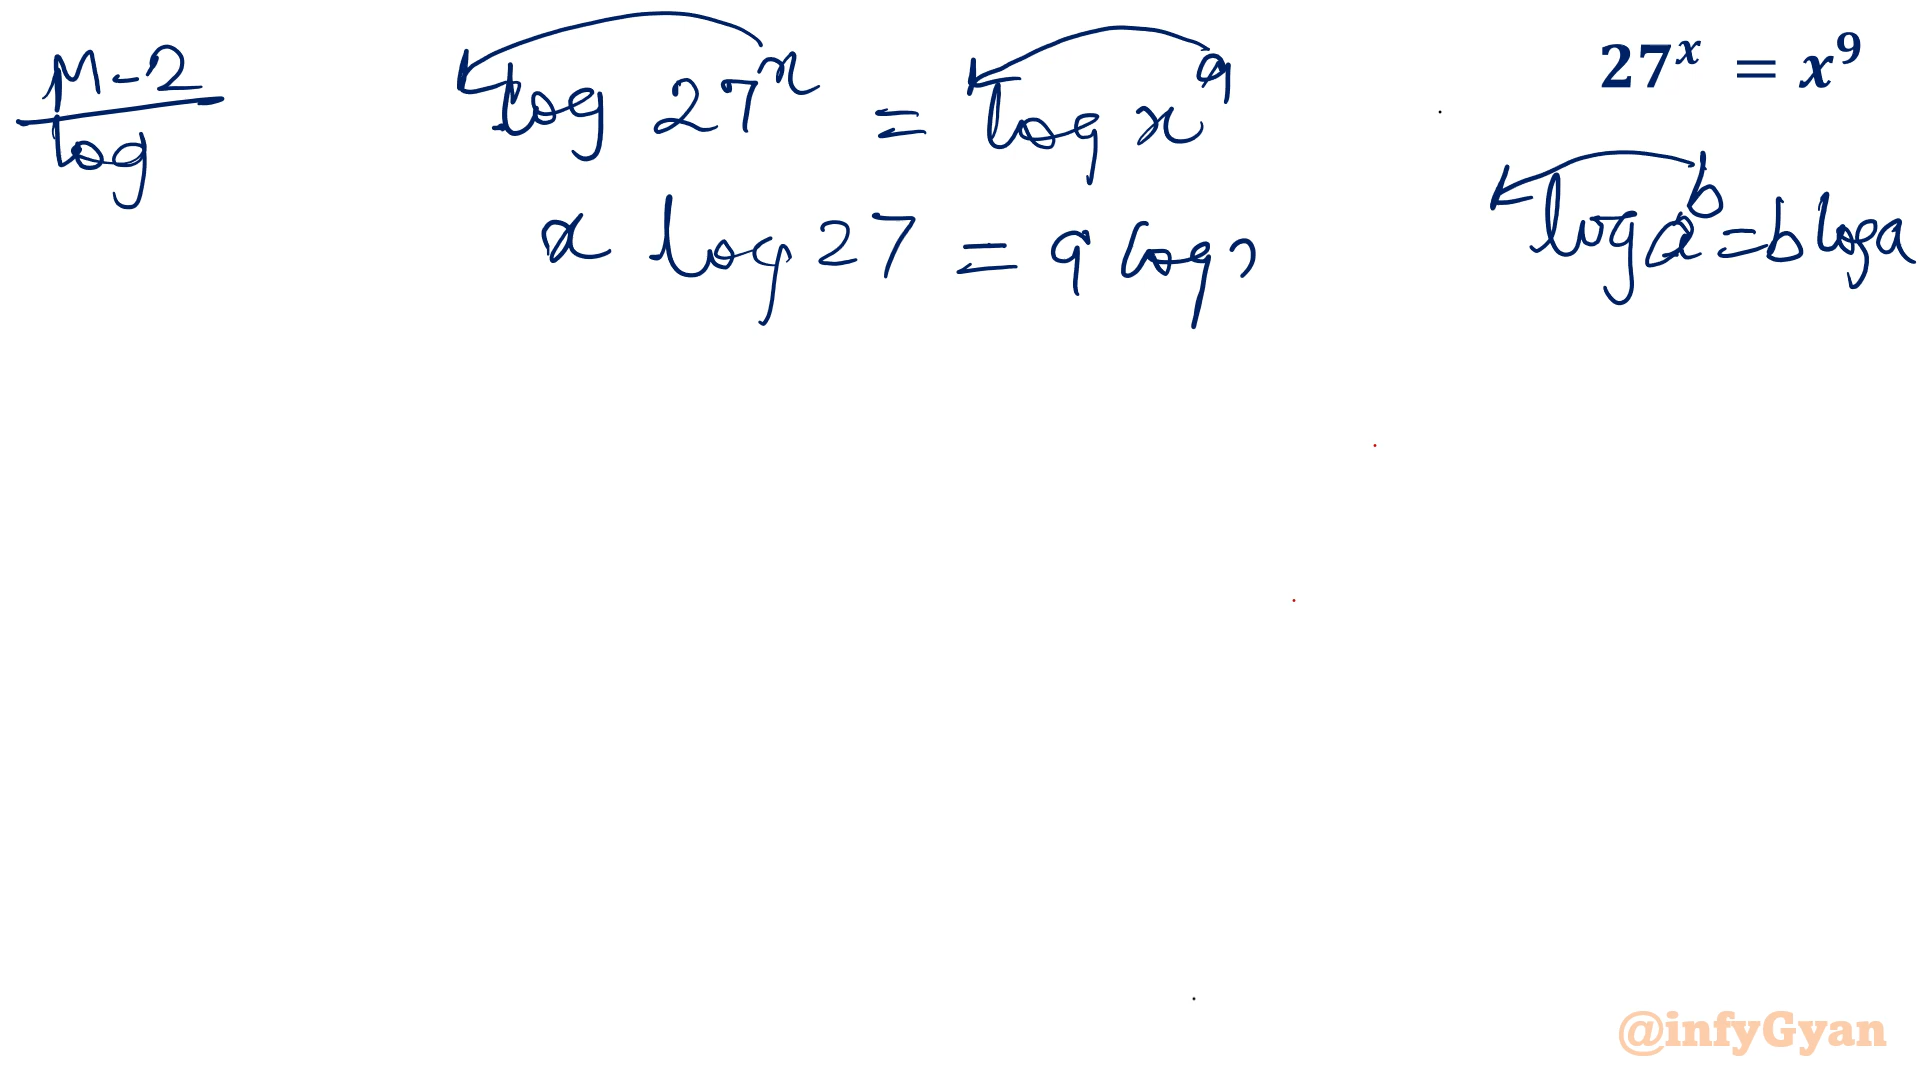 M-2
log
log 27^x = log x^9
x log 27 = 9 log
27^x = x^9
log a^b = b log a
@infyGyan